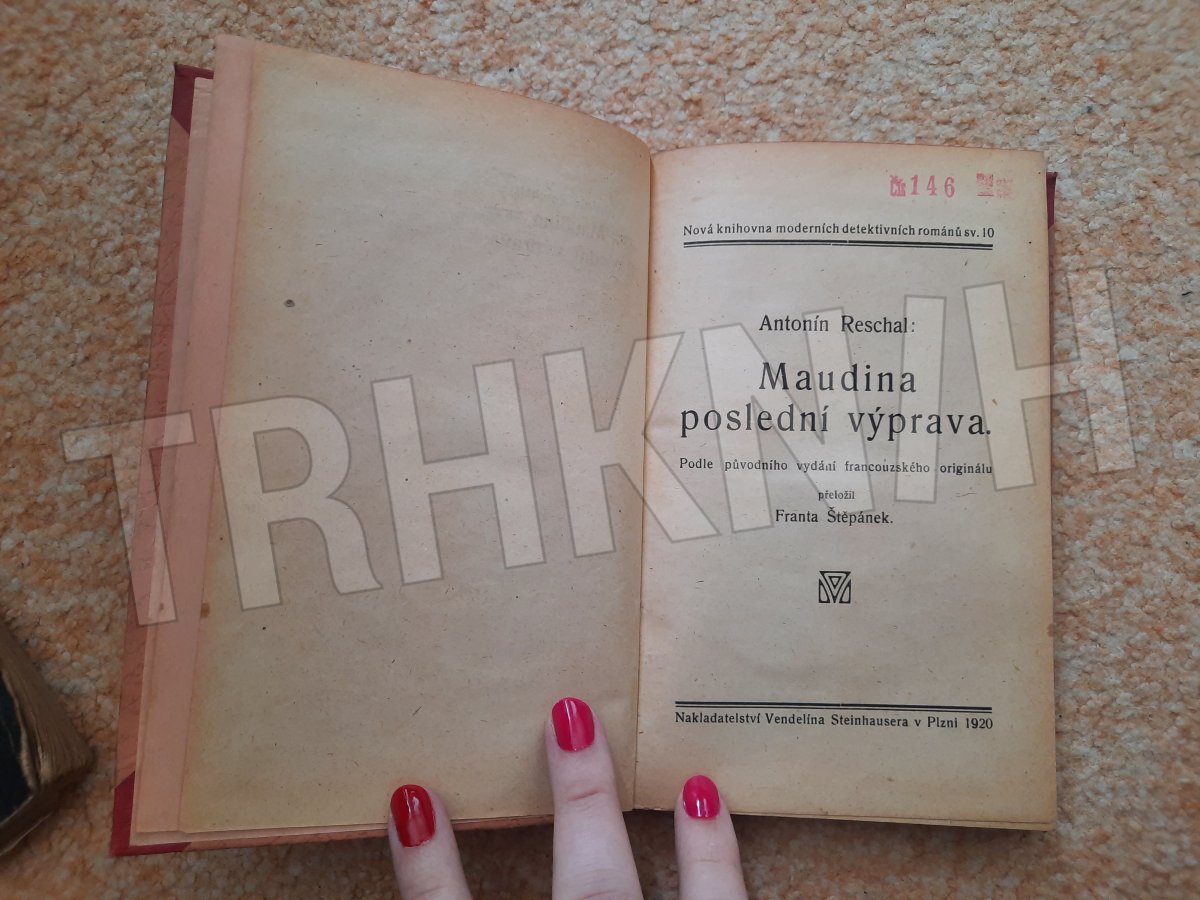 146
Nová knihovna moderních detektivních románů sv. 10
Antonín Reschal:
Maudina
poslední výprava.
Podle původního vydání francouzského originálu
přeložil
Franta Štěpánek.
Nakladatelství Vendelína Steinhausera v Plzni 1920
TRHKNIH